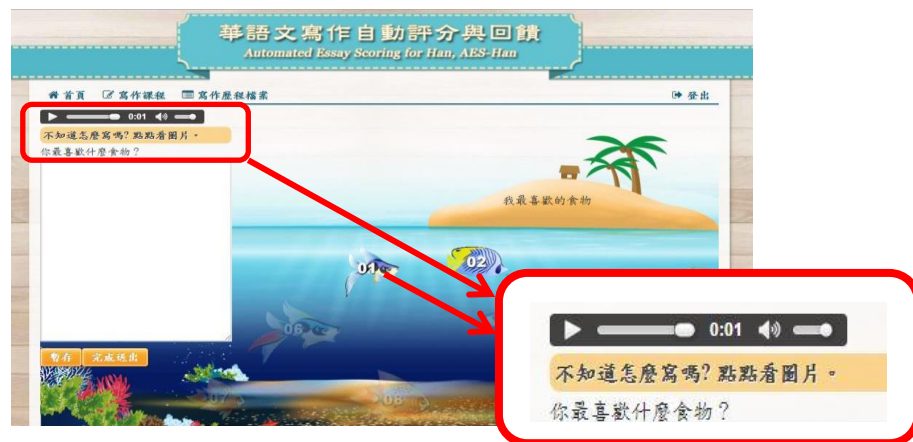 華語文寫作自動評分與回饋
Automated Essay Scoring for Han, AES-Han
首頁 寫作課程 寫作歷程檔案 登出
0:01
不知道怎麼寫嗎? 點點看圖片。
你最喜歡什麼食物？
我最喜歡的食物
01
02
06
07
08
暫存 完成送出
0:01
不知道怎麼寫嗎? 點點看圖片。
你最喜歡什麼食物？